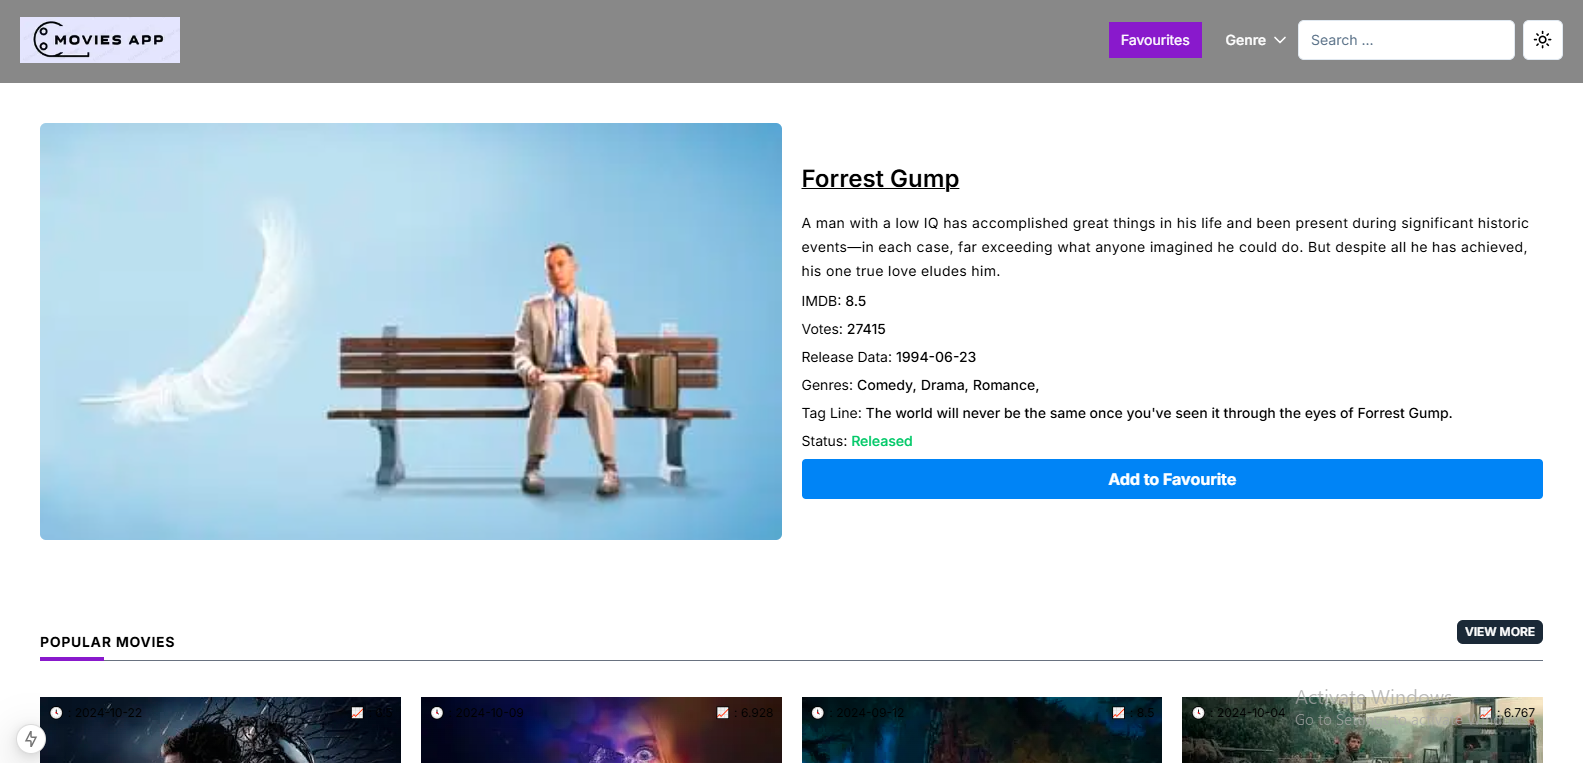 MOVIES APP
Favourites
Genre
Search ...
Forrest Gump
A man with a low IQ has accomplished great things in his life and been present during significant historic
events—in each case, far exceeding what anyone imagined he could do. But despite all he has achieved,
his one true love eludes him.
IMDB: 8.5
Votes: 27415
Release Data: 1994-06-23
Genres: Comedy, Drama, Romance,
Tag Line: The world will never be the same once you've seen it through the eyes of Forrest Gump.
Status: Released
Add to Favourite
POPULAR MOVIES
VIEW MORE
: 2024-10-22
: 2024-10-09
: 6.928
: 2024-09-12
: 8.5
: 2024-10-04
: 6.767
Activate Windows
Go to Se